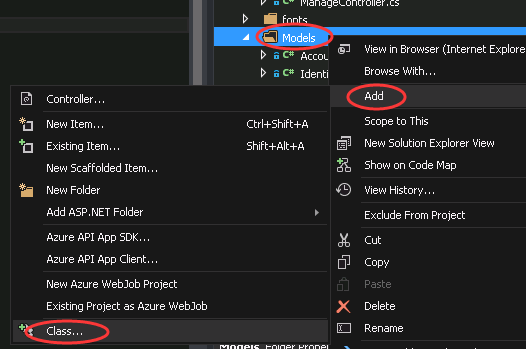 ManageController.cs
fonts
Models
C# Accou
C# Identi
View in Browser (Internet Explore
Browse With...
Add
Scope to This
New Solution Explorer View
Show on Code Map
View History...
Exclude From Project
Cut
Copy
Paste
Delete
Rename
Controller...
New Item... Ctrl+Shift+A
Existing Item... Shift+Alt+A
New Scaffolded Item...
New Folder
Add ASP.NET Folder
Azure API App SDK...
Azure API App Client...
New Azure WebJob Project
Existing Project as Azure WebJob
Class...
Models Folder Proper